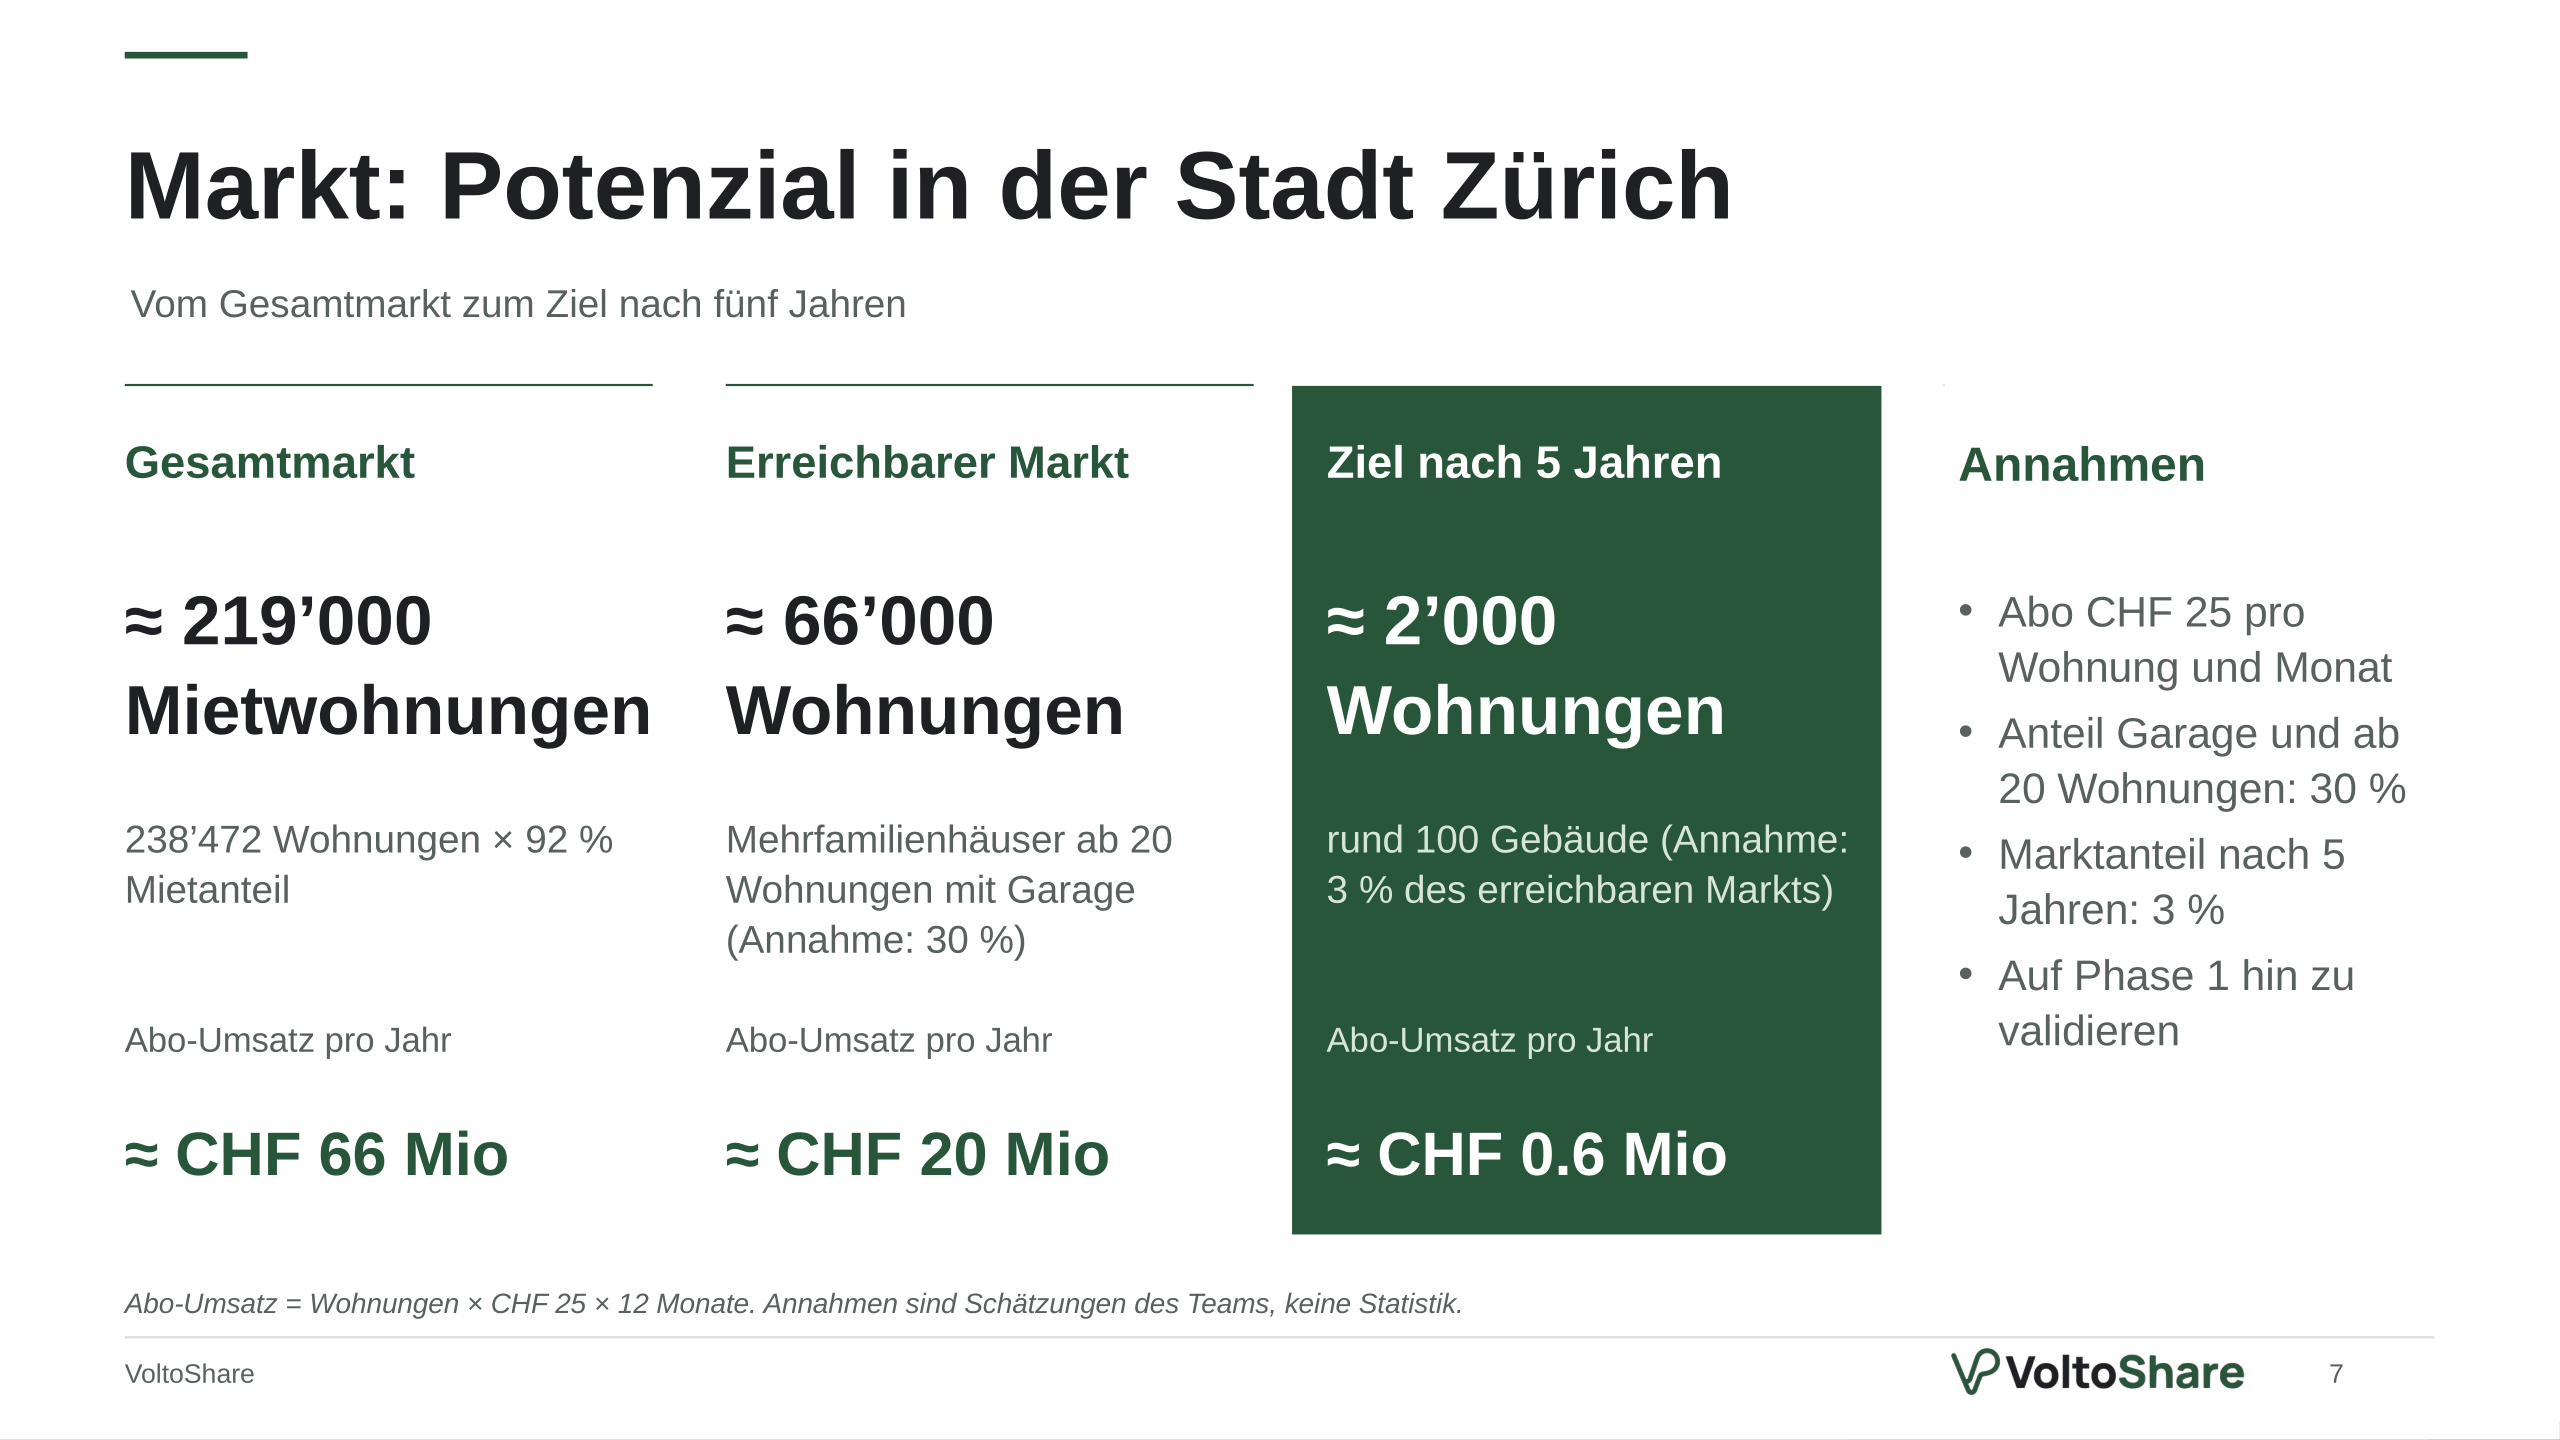 Markt: Potenzial in der Stadt Zürich
Vom Gesamtmarkt zum Ziel nach fünf Jahren
Gesamtmarkt
≈ 219’000
Mietwohnungen
238’472 Wohnungen × 92 %
Mietanteil
Abo-Umsatz pro Jahr
≈ CHF 66 Mio
Erreichbarer Markt
≈ 66’000
Wohnungen
Mehrfamilienhäuser ab 20
Wohnungen mit Garage
(Annahme: 30 %)
Abo-Umsatz pro Jahr
≈ CHF 20 Mio
Ziel nach 5 Jahren
≈ 2’000
Wohnungen
rund 100 Gebäude (Annahme:
3 % des erreichbaren Markts)
Abo-Umsatz pro Jahr
≈ CHF 0.6 Mio
Annahmen
• Abo CHF 25 pro
Wohnung und Monat
• Anteil Garage und ab
20 Wohnungen: 30 %
• Marktanteil nach 5
Jahren: 3 %
• Auf Phase 1 hin zu
validieren
Abo-Umsatz = Wohnungen × CHF 25 × 12 Monate. Annahmen sind Schätzungen des Teams, keine Statistik.
VoltoShare
VoltoShare
7